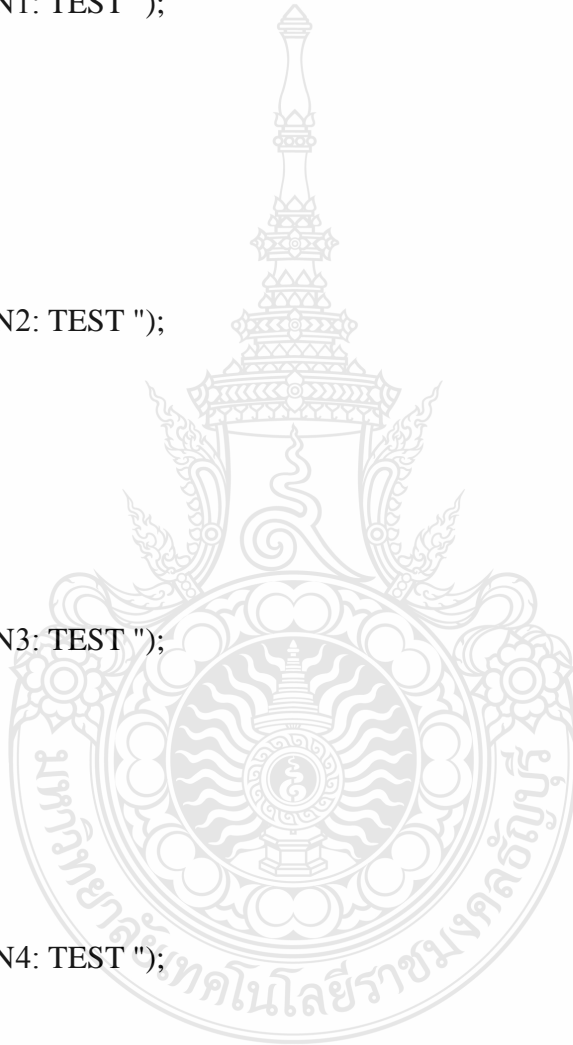 N1: TEST ");
N2: TEST ");
N3: TEST ");
N4: TEST ");
มหาวิทยาลัยเทคโนโลยีราชมงคลธัญบุรี